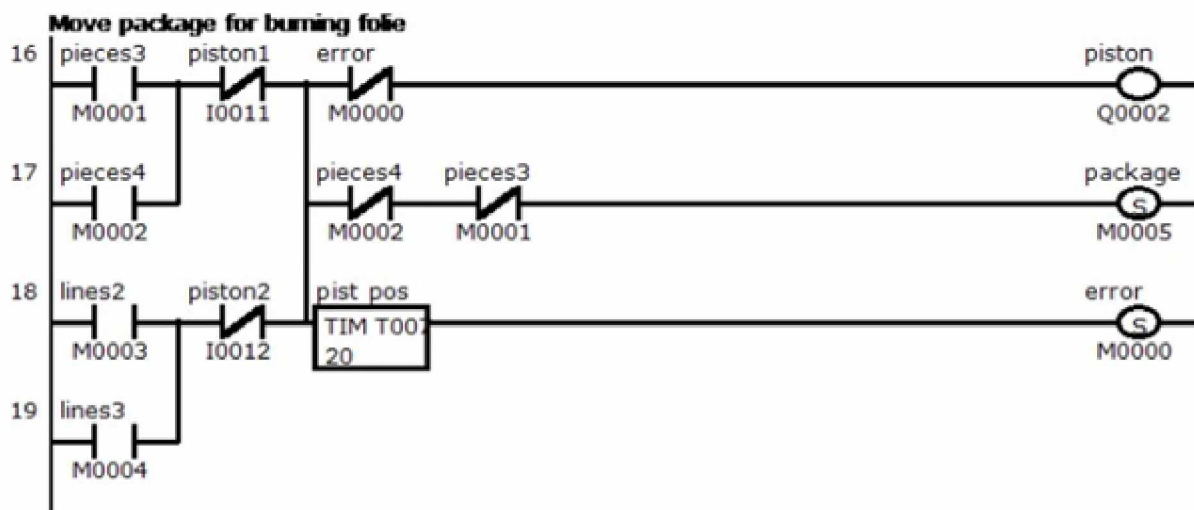 Move package for burning folie
16 pieces3 piston1 error piston
M0001 I0011 M0000 Q0002
17 pieces4 pieces4 pieces3 package
S
M0002 M0002 M0001 M0005
18 lines2 piston2 pist pos error
TIM T007 S
M0003 I0012 20 M0000
19 lines3
M0004